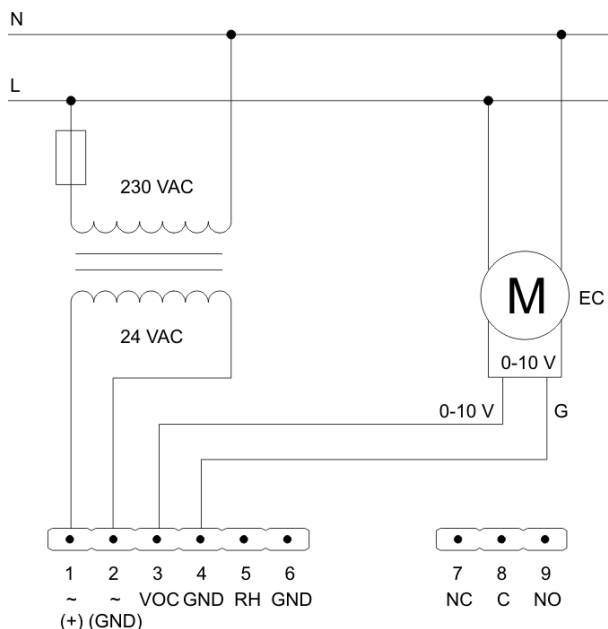 N
L
230 VAC
M
EC
24 VAC
0-10 V
0-10 V G
1 2 3 4 5 6 7 8 9
~ ~ VOC GND RH GND NC C NO
(+) (GND)